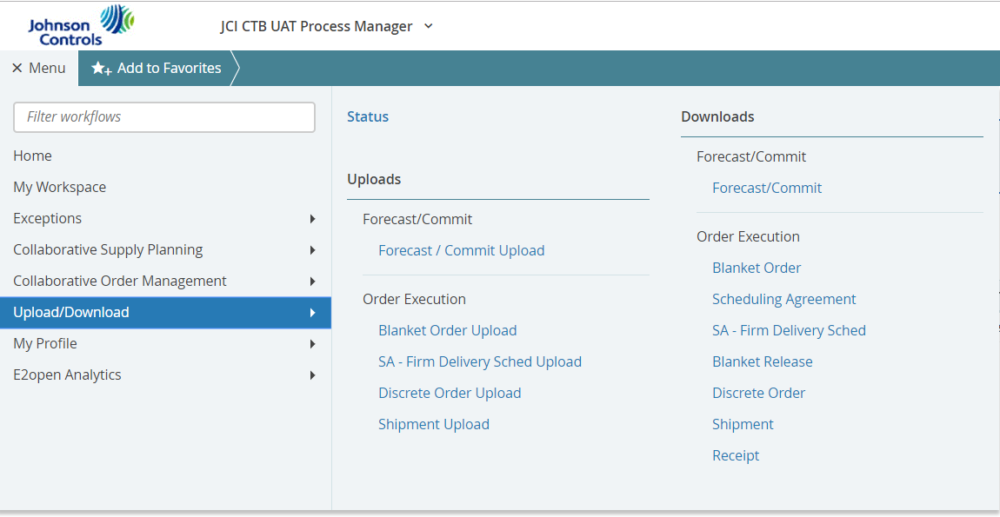 Johnson
Controls
JCI CTB UAT Process Manager
Menu
Add to Favorites
Filter workflows
Home
My Workspace
Exceptions
Collaborative Supply Planning
Collaborative Order Management
Upload/Download
My Profile
E2open Analytics
Status
Uploads
Forecast/Commit
Forecast / Commit Upload
Order Execution
Blanket Order Upload
SA - Firm Delivery Sched Upload
Discrete Order Upload
Shipment Upload
Downloads
Forecast/Commit
Forecast/Commit
Order Execution
Blanket Order
Scheduling Agreement
SA - Firm Delivery Sched
Blanket Release
Discrete Order
Shipment
Receipt